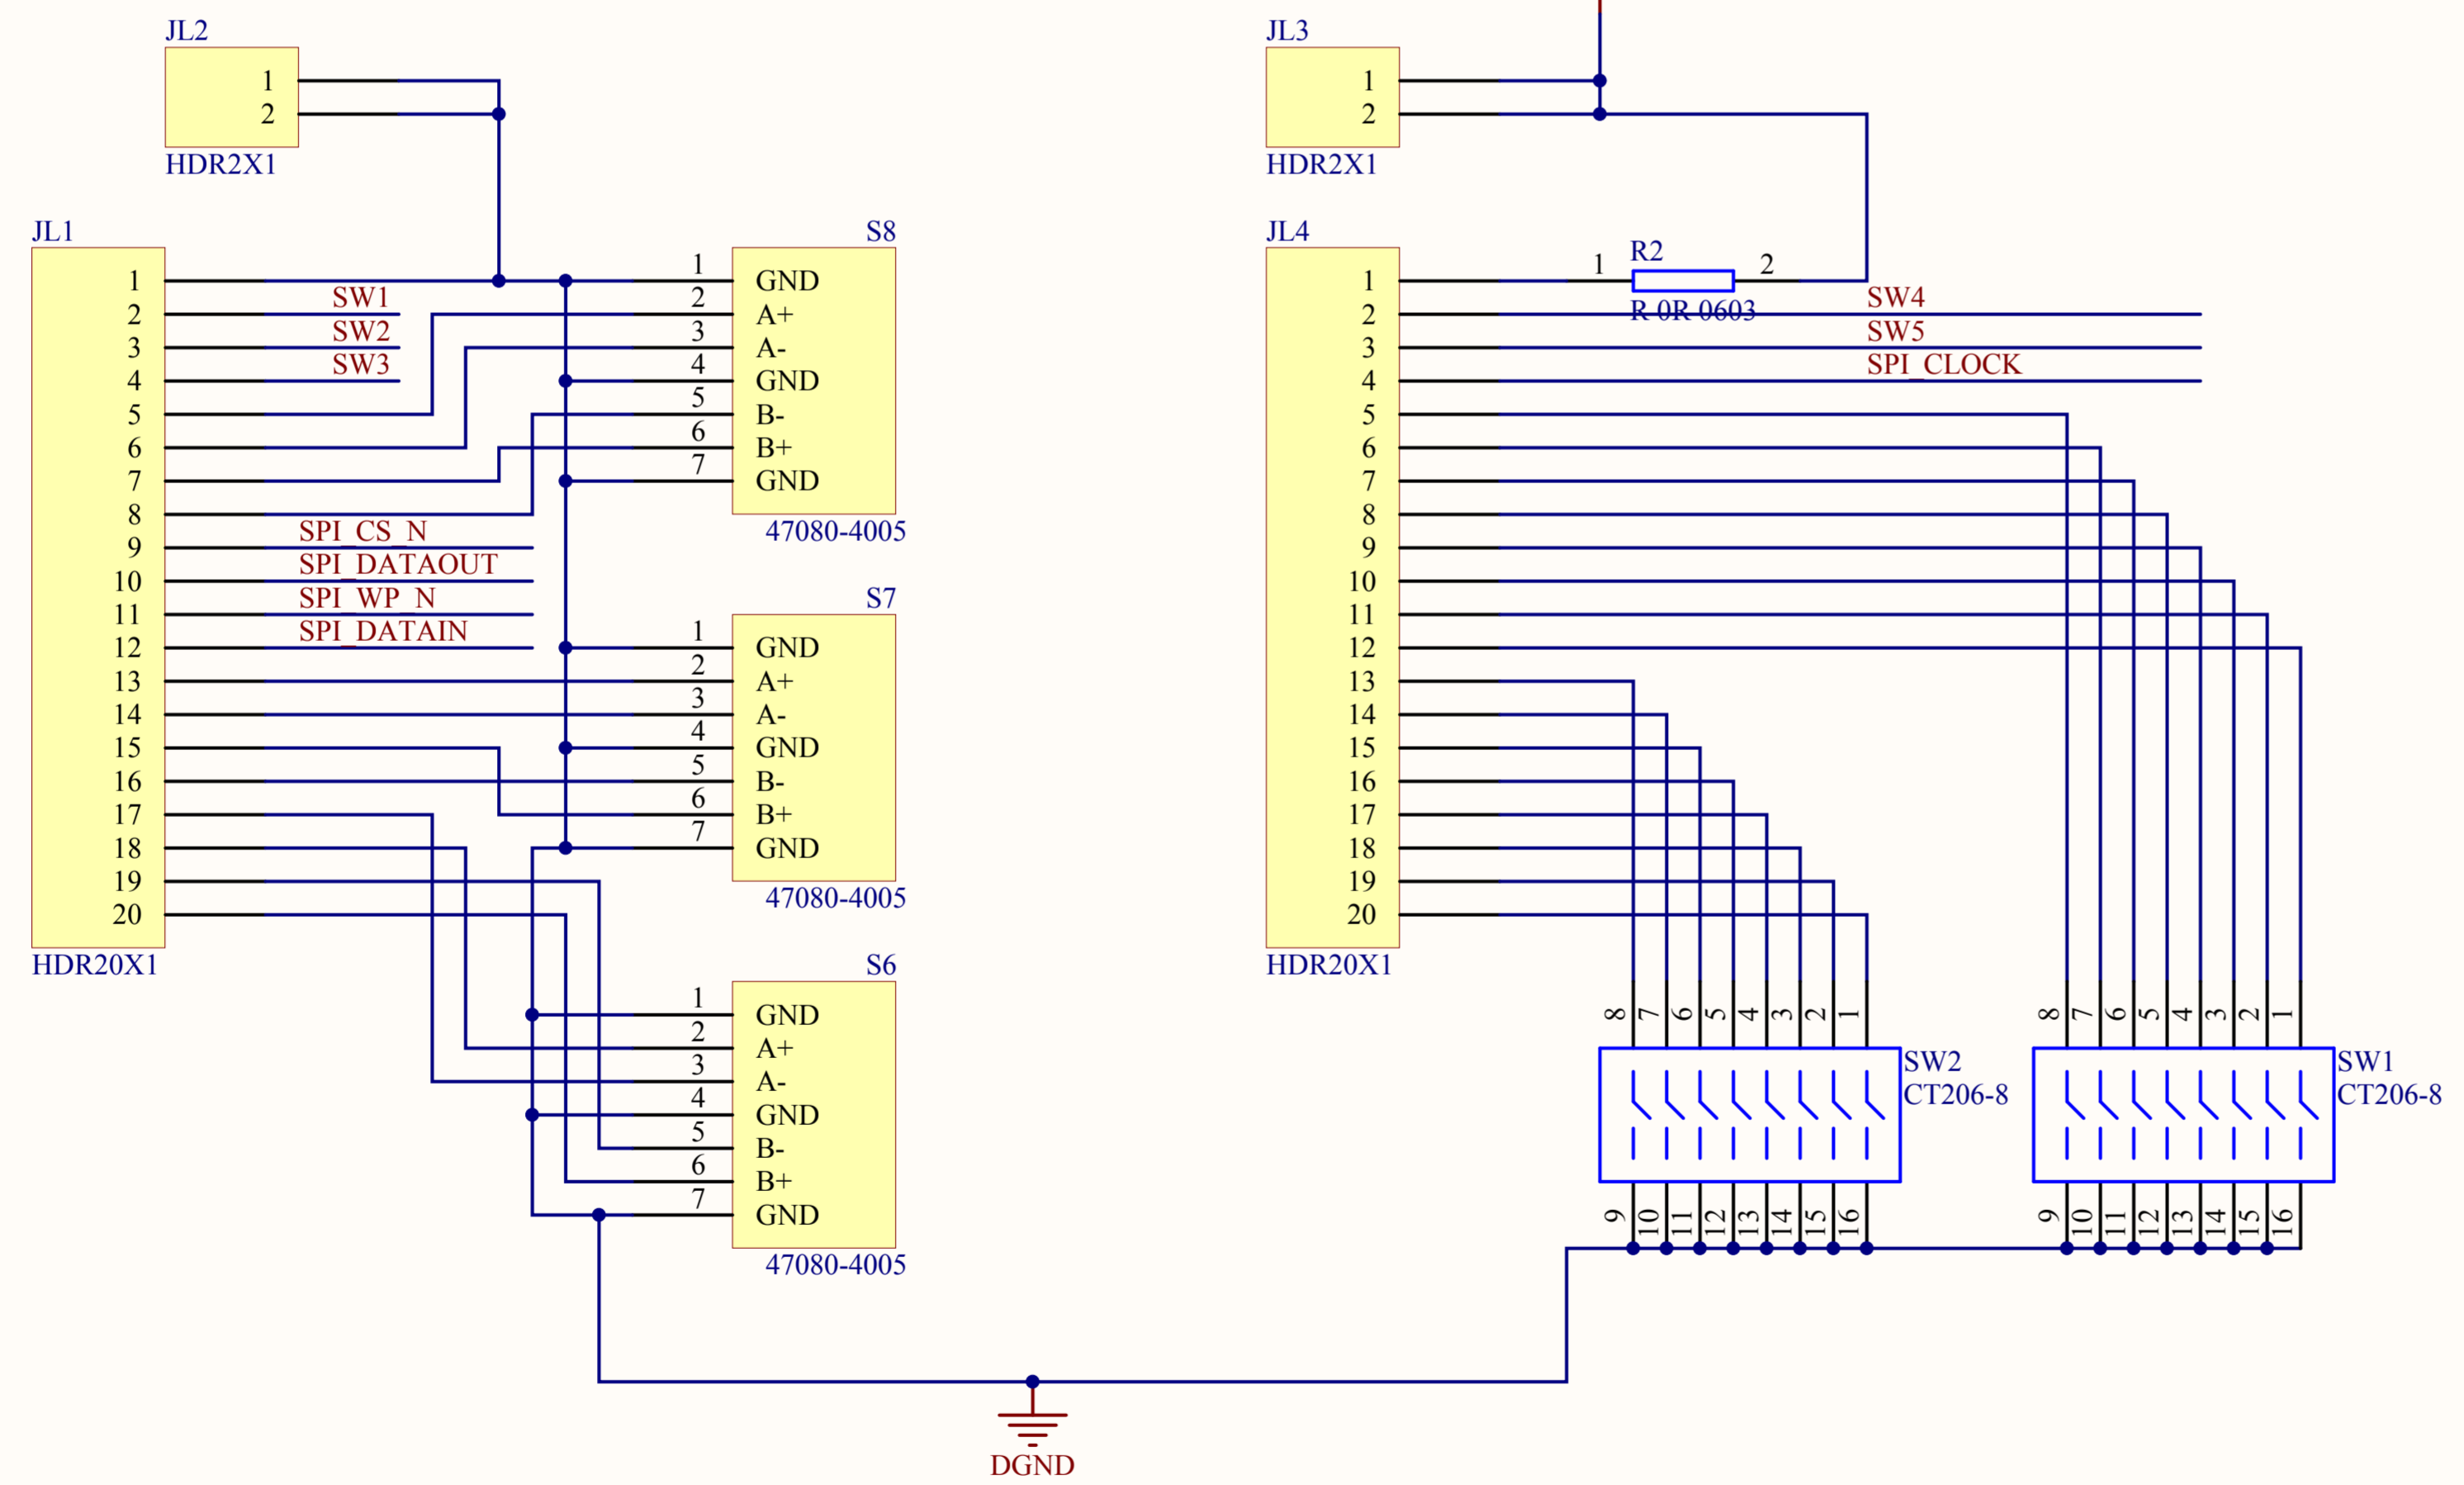 JL2
1
2
HDR2X1
JL1
1
2
3
4
5
6
7
8
9
10
11
12
13
14
15
16
17
18
19
20
HDR20X1
SW1
SW2
SW3
SPI_CS_N
SPI_DATAOUT
SPI_WP_N
SPI_DATAIN
S8
1 GND
2 A+
3 A-
4 GND
5 B-
6 B+
7 GND
47080-4005
S7
1 GND
2 A+
3 A-
4 GND
5 B-
6 B+
7 GND
47080-4005
S6
1 GND
2 A+
3 A-
4 GND
5 B-
6 B+
7 GND
47080-4005
DGND
JL3
1
2
HDR2X1
JL4
1
2
3
4
5
6
7
8
9
10
11
12
13
14
15
16
17
18
19
20
HDR20X1
R2
1 2
R 0R 0603
SW4
SW5
SPI_CLOCK
8 7 6 5 4 3 2 1
SW2
CT206-8
9 10 11 12 13 14 15 16
8 7 6 5 4 3 2 1
SW1
CT206-8
9 10 11 12 13 14 15 16